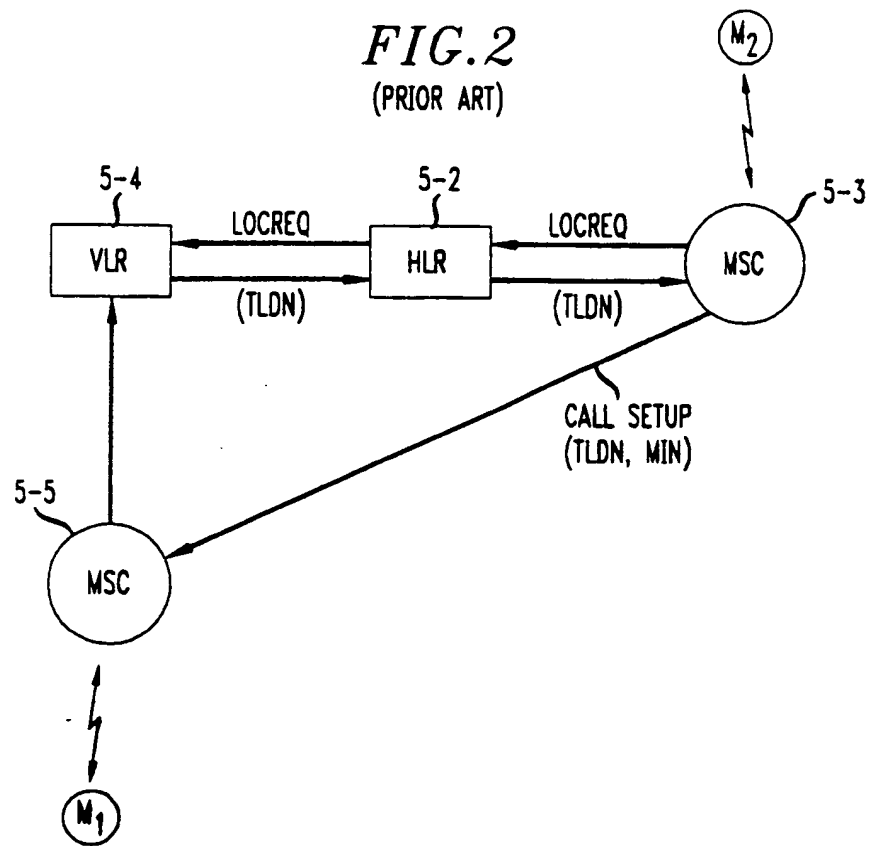 FIG.2
(PRIOR ART)
M2
5-4
5-2
5-3
LOCREQ
LOCREQ
VLR
HLR
MSC
(TLDN)
(TLDN)
CALL SETUP
(TLDN, MIN)
5-5
MSC
M1